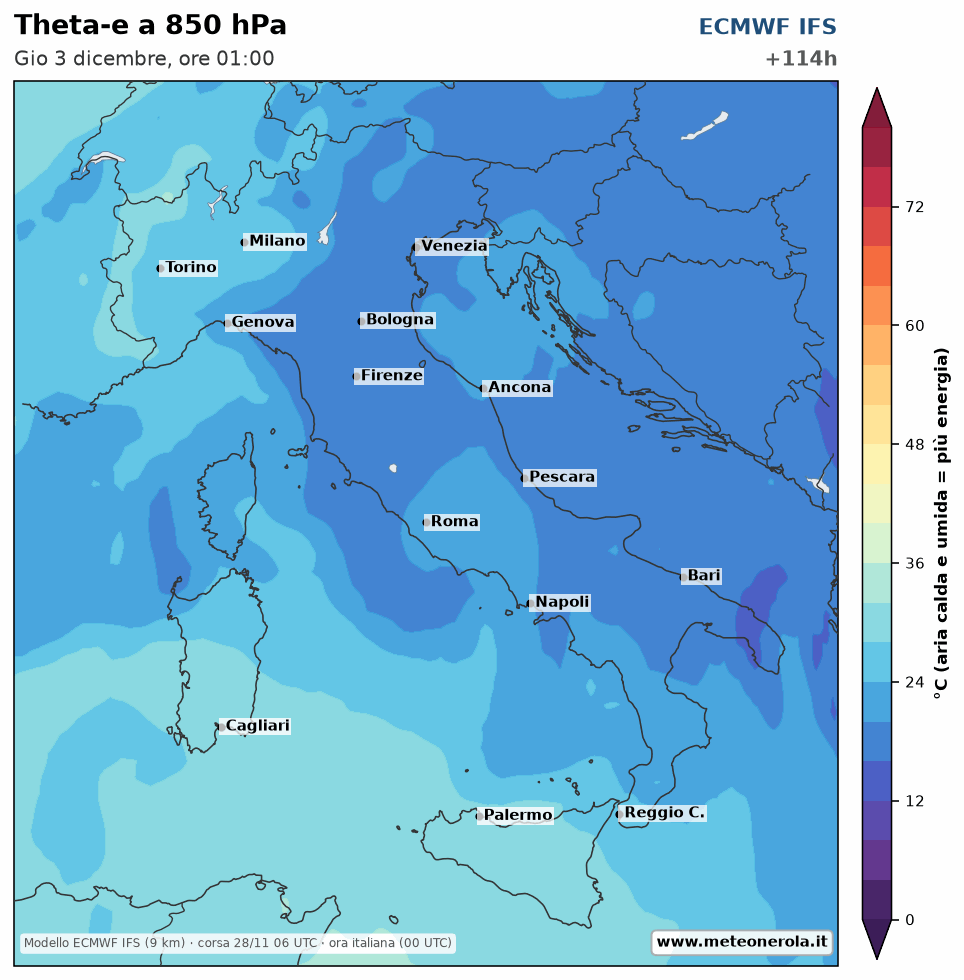 Theta-e a 850 hPa
ECMWF IFS
Gio 3 dicembre, ore 01:00
+114h
Milano
Venezia
Torino
Genova
Bologna
Firenze
Ancona
Pescara
Roma
Bari
Napoli
Cagliari
Palermo
Reggio C.
72
60
48
36
24
12
0
°C (aria calda e umida = più energia)
Modello ECMWF IFS (9 km) · corsa 28/11 06 UTC · ora italiana (00 UTC)
www.meteonerola.it